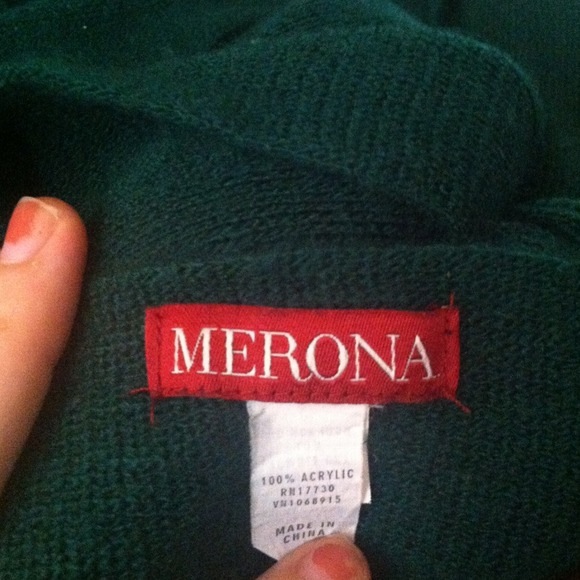 MERONA
100% ACRYLIC
RN17730
VN1068915
MADE IN
CHINA